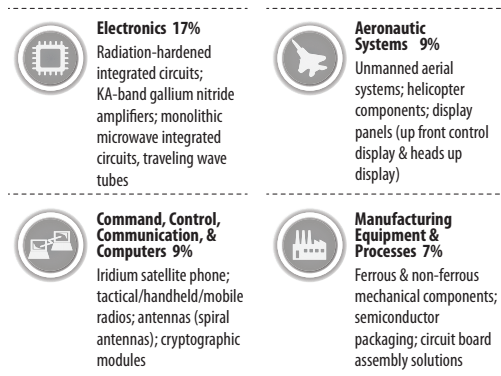 Electronics 17%
Radiation-hardened
integrated circuits;
KA-band gallium nitride
amplifiers; monolithic
microwave integrated
circuits, traveling wave
tubes
Aeronautic
Systems 9%
Unmanned aerial
systems; helicopter
components; display
panels (up front control
display & heads up
display)
Command, Control,
Communication, &
Computers 9%
Iridium satellite phone;
tactical/handheld/mobile
radios; antennas (spiral
antennas); cryptographic
modules
Manufacturing
Equipment &
Processes 7%
Ferrous & non-ferrous
mechanical components;
semiconductor
packaging; circuit board
assembly solutions